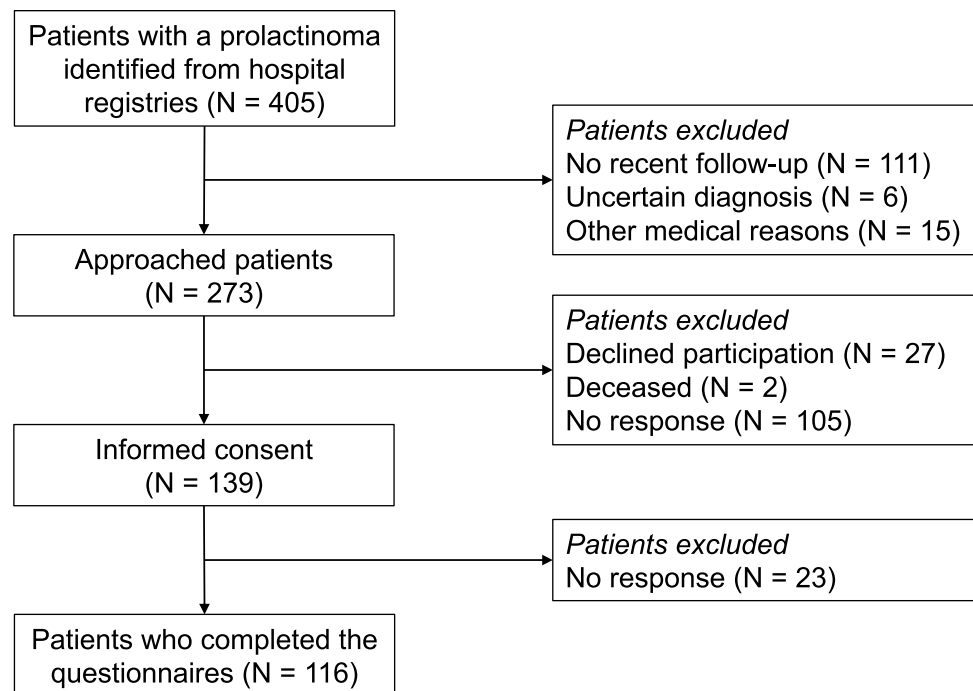 Patients with a prolactinoma
identified from hospital
registries (N = 405)
Patients excluded
No recent follow-up (N = 111)
Uncertain diagnosis (N = 6)
Other medical reasons (N = 15)
Approached patients
(N = 273)
Patients excluded
Declined participation (N = 27)
Deceased (N = 2)
No response (N = 105)
Informed consent
(N = 139)
Patients excluded
No response (N = 23)
Patients who completed the
questionnaires (N = 116)